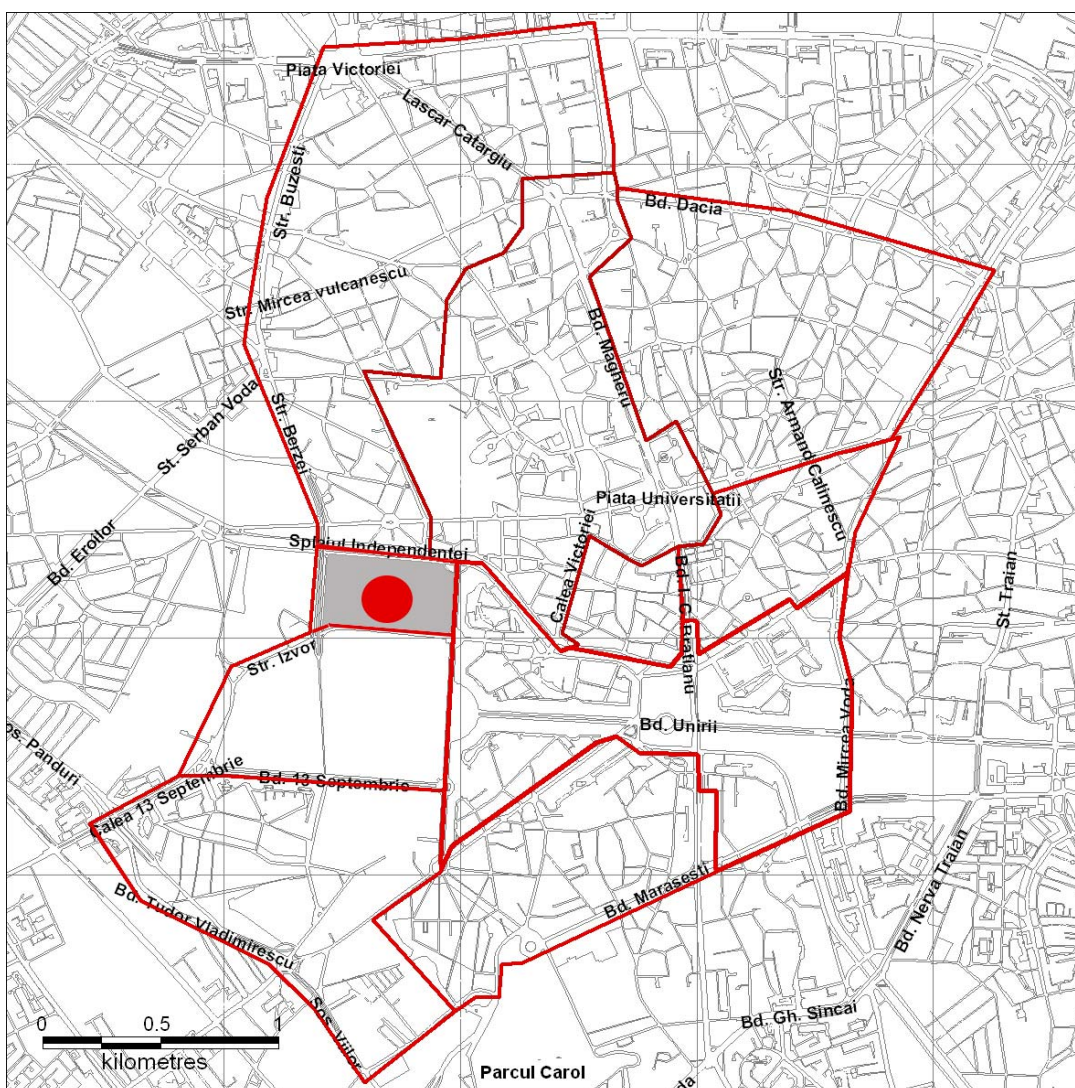 Piata Victoriei
Lascar Catargiu
Str. Buzesti
Bd. Dacia
Str. Mircea vulcanescu
Bd. Magheru
Str. Armand Calinescu
St. Serban Voda
Str. Berzei
Piata Universitatii
Calea Victoriei
Splaiul Independentei
Bd. Eroilor
Bd. I. C. Bratianu
St. Traian
Str. Izvor
Bd. Unirii
Bd. Mircea Voda
os. Panduri
Calea 13 Septembrie
Bd. 13 Septembrie
Bd. Marasesti
Bd. Nerva Traian
Bd. Tudor Vladimirescu
Sos. Viilor
Bd. Gh. Sincai
0 0.5 1
kilometres
Parcul Carol
Voda